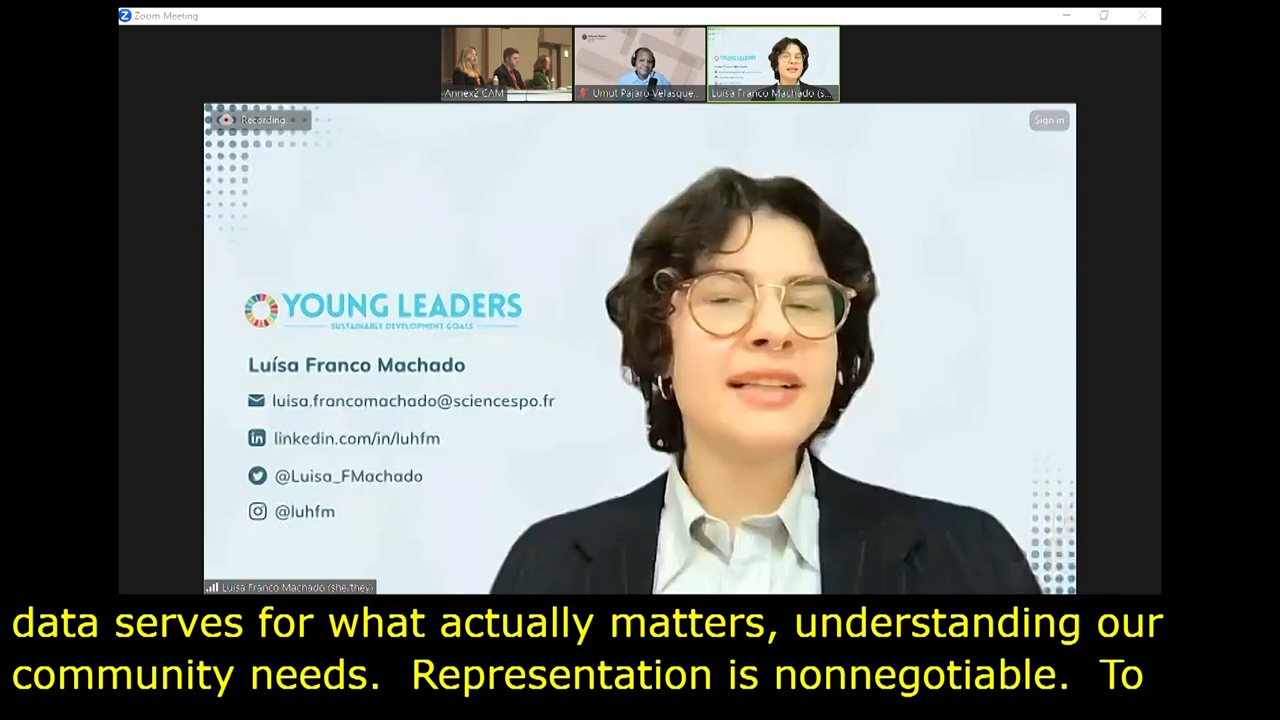 Zoom Meeting
Annex2 CAM
Umut Pajaro Velasque...
Luísa Franco Machado (s...
Recording...
Sign in
YOUNG LEADERS
SUSTAINABLE DEVELOPMENT GOALS
Luísa Franco Machado
luisa.francomachado@sciencespo.fr
linkedin.com/in/luhfm
@Luisa_FMachado
@luhfm
Luísa Franco Machado (she/they)
data serves for what actually matters, understanding our
community needs.  Representation is nonnegotiable.  To